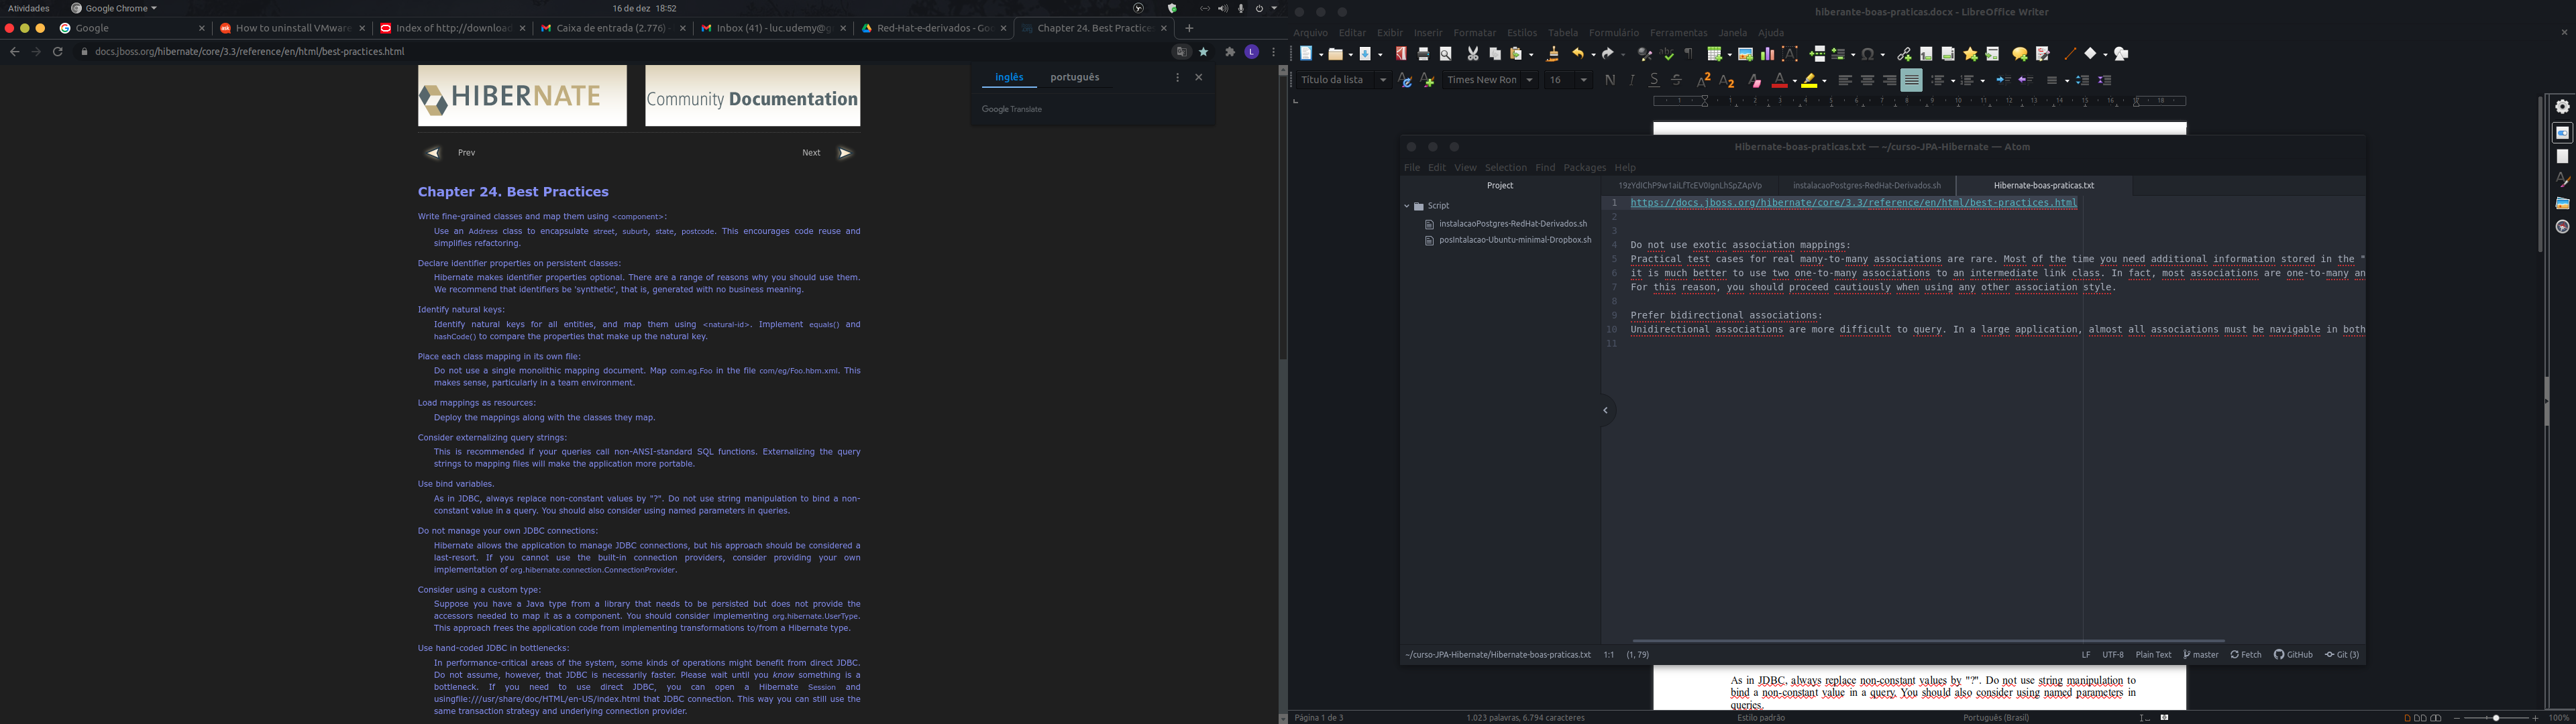 Atividades
Google Chrome
16 de dez 18:52
Google
How to uninstall VMware
Index of http://download
Caixa de entrada (2.776) -
Inbox (41) - luc.udemy@g
Red-Hat-e-derivados - Goo
Chapter 24. Best Practices
docs.jboss.org/hibernate/core/3.3/reference/en/html/best-practices.html
L
inglês
português
Google Translate
HIBERNATE
Community Documentation
Prev
Next
Chapter 24. Best Practices
Write fine-grained classes and map them using <component>:
Use an Address class to encapsulate street, suburb, state, postcode. This encourages code reuse and
simplifies refactoring.
Declare identifier properties on persistent classes:
Hibernate makes identifier properties optional. There are a range of reasons why you should use them.
We recommend that identifiers be 'synthetic', that is, generated with no business meaning.
Identify natural keys:
Identify natural keys for all entities, and map them using <natural-id>. Implement equals() and
hashCode() to compare the properties that make up the natural key.
Place each class mapping in its own file:
Do not use a single monolithic mapping document. Map com.eg.Foo in the file com/eg/Foo.hbm.xml. This
makes sense, particularly in a team environment.
Load mappings as resources:
Deploy the mappings along with the classes they map.
Consider externalizing query strings:
This is recommended if your queries call non-ANSI-standard SQL functions. Externalizing the query
strings to mapping files will make the application more portable.
Use bind variables.
As in JDBC, always replace non-constant values by "?". Do not use string manipulation to bind a non-
constant value in a query. You should also consider using named parameters in queries.
Do not manage your own JDBC connections:
Hibernate allows the application to manage JDBC connections, but his approach should be considered a
last-resort. If you cannot use the built-in connection providers, consider providing your own
implementation of org.hibernate.connection.ConnectionProvider.
Consider using a custom type:
Suppose you have a Java type from a library that needs to be persisted but does not provide the
accessors needed to map it as a component. You should consider implementing org.hibernate.UserType.
This approach frees the application code from implementing transformations to/from a Hibernate type.
Use hand-coded JDBC in bottlenecks:
In performance-critical areas of the system, some kinds of operations might benefit from direct JDBC.
Do not assume, however, that JDBC is necessarily faster. Please wait until you know something is a
bottleneck. If you need to use direct JDBC, you can open a Hibernate Session and
usingfile:///usr/share/doc/HTML/en-US/index.html that JDBC connection. This way you can still use the
same transaction strategy and underlying connection provider.
hiberante-boas-praticas.docx - LibreOffice Writer
Arquivo Editar Exibir Inserir Formatar Estilos Tabela Formulário Ferramentas Janela Ajuda
Título da lista
Times New Ron
16
Hibernate-boas-praticas.txt — ~/curso-JPA-Hibernate — Atom
File Edit View Selection Find Packages Help
Project
19zYdiChP9w1aiLfTcEV0IgnLhSpZApVp
instalacaoPostgres-RedHat-Derivados.sh
Hibernate-boas-praticas.txt
Script
instalacaoPostgres-RedHat-Derivados.sh
posIntalacao-Ubuntu-minimal-Dropbox.sh
1 https://docs.jboss.org/hibernate/core/3.3/reference/en/html/best-practices.html
2
3
4 Do not use exotic association mappings:
5 Practical test cases for real many-to-many associations are rare. Most of the time you need additional information stored in the "
6 it is much better to use two one-to-many associations to an intermediate link class. In fact, most associations are one-to-many an
7 For this reason, you should proceed cautiously when using any other association style.
8
9 Prefer bidirectional associations:
10 Unidirectional associations are more difficult to query. In a large application, almost all associations must be navigable in both
11
~/curso-JPA-Hibernate/Hibernate-boas-praticas.txt 1:1 (1, 79)
LF UTF-8 Plain Text master Fetch GitHub Git (3)
As in JDBC, always replace non-constant values by "?". Do not use string manipulation to
bind a non-constant value in a query. You should also consider using named parameters in
queries.
Página 1 de 3
1.023 palavras, 6.794 caracteres
Estilo padrão
Português (Brasil)
100%